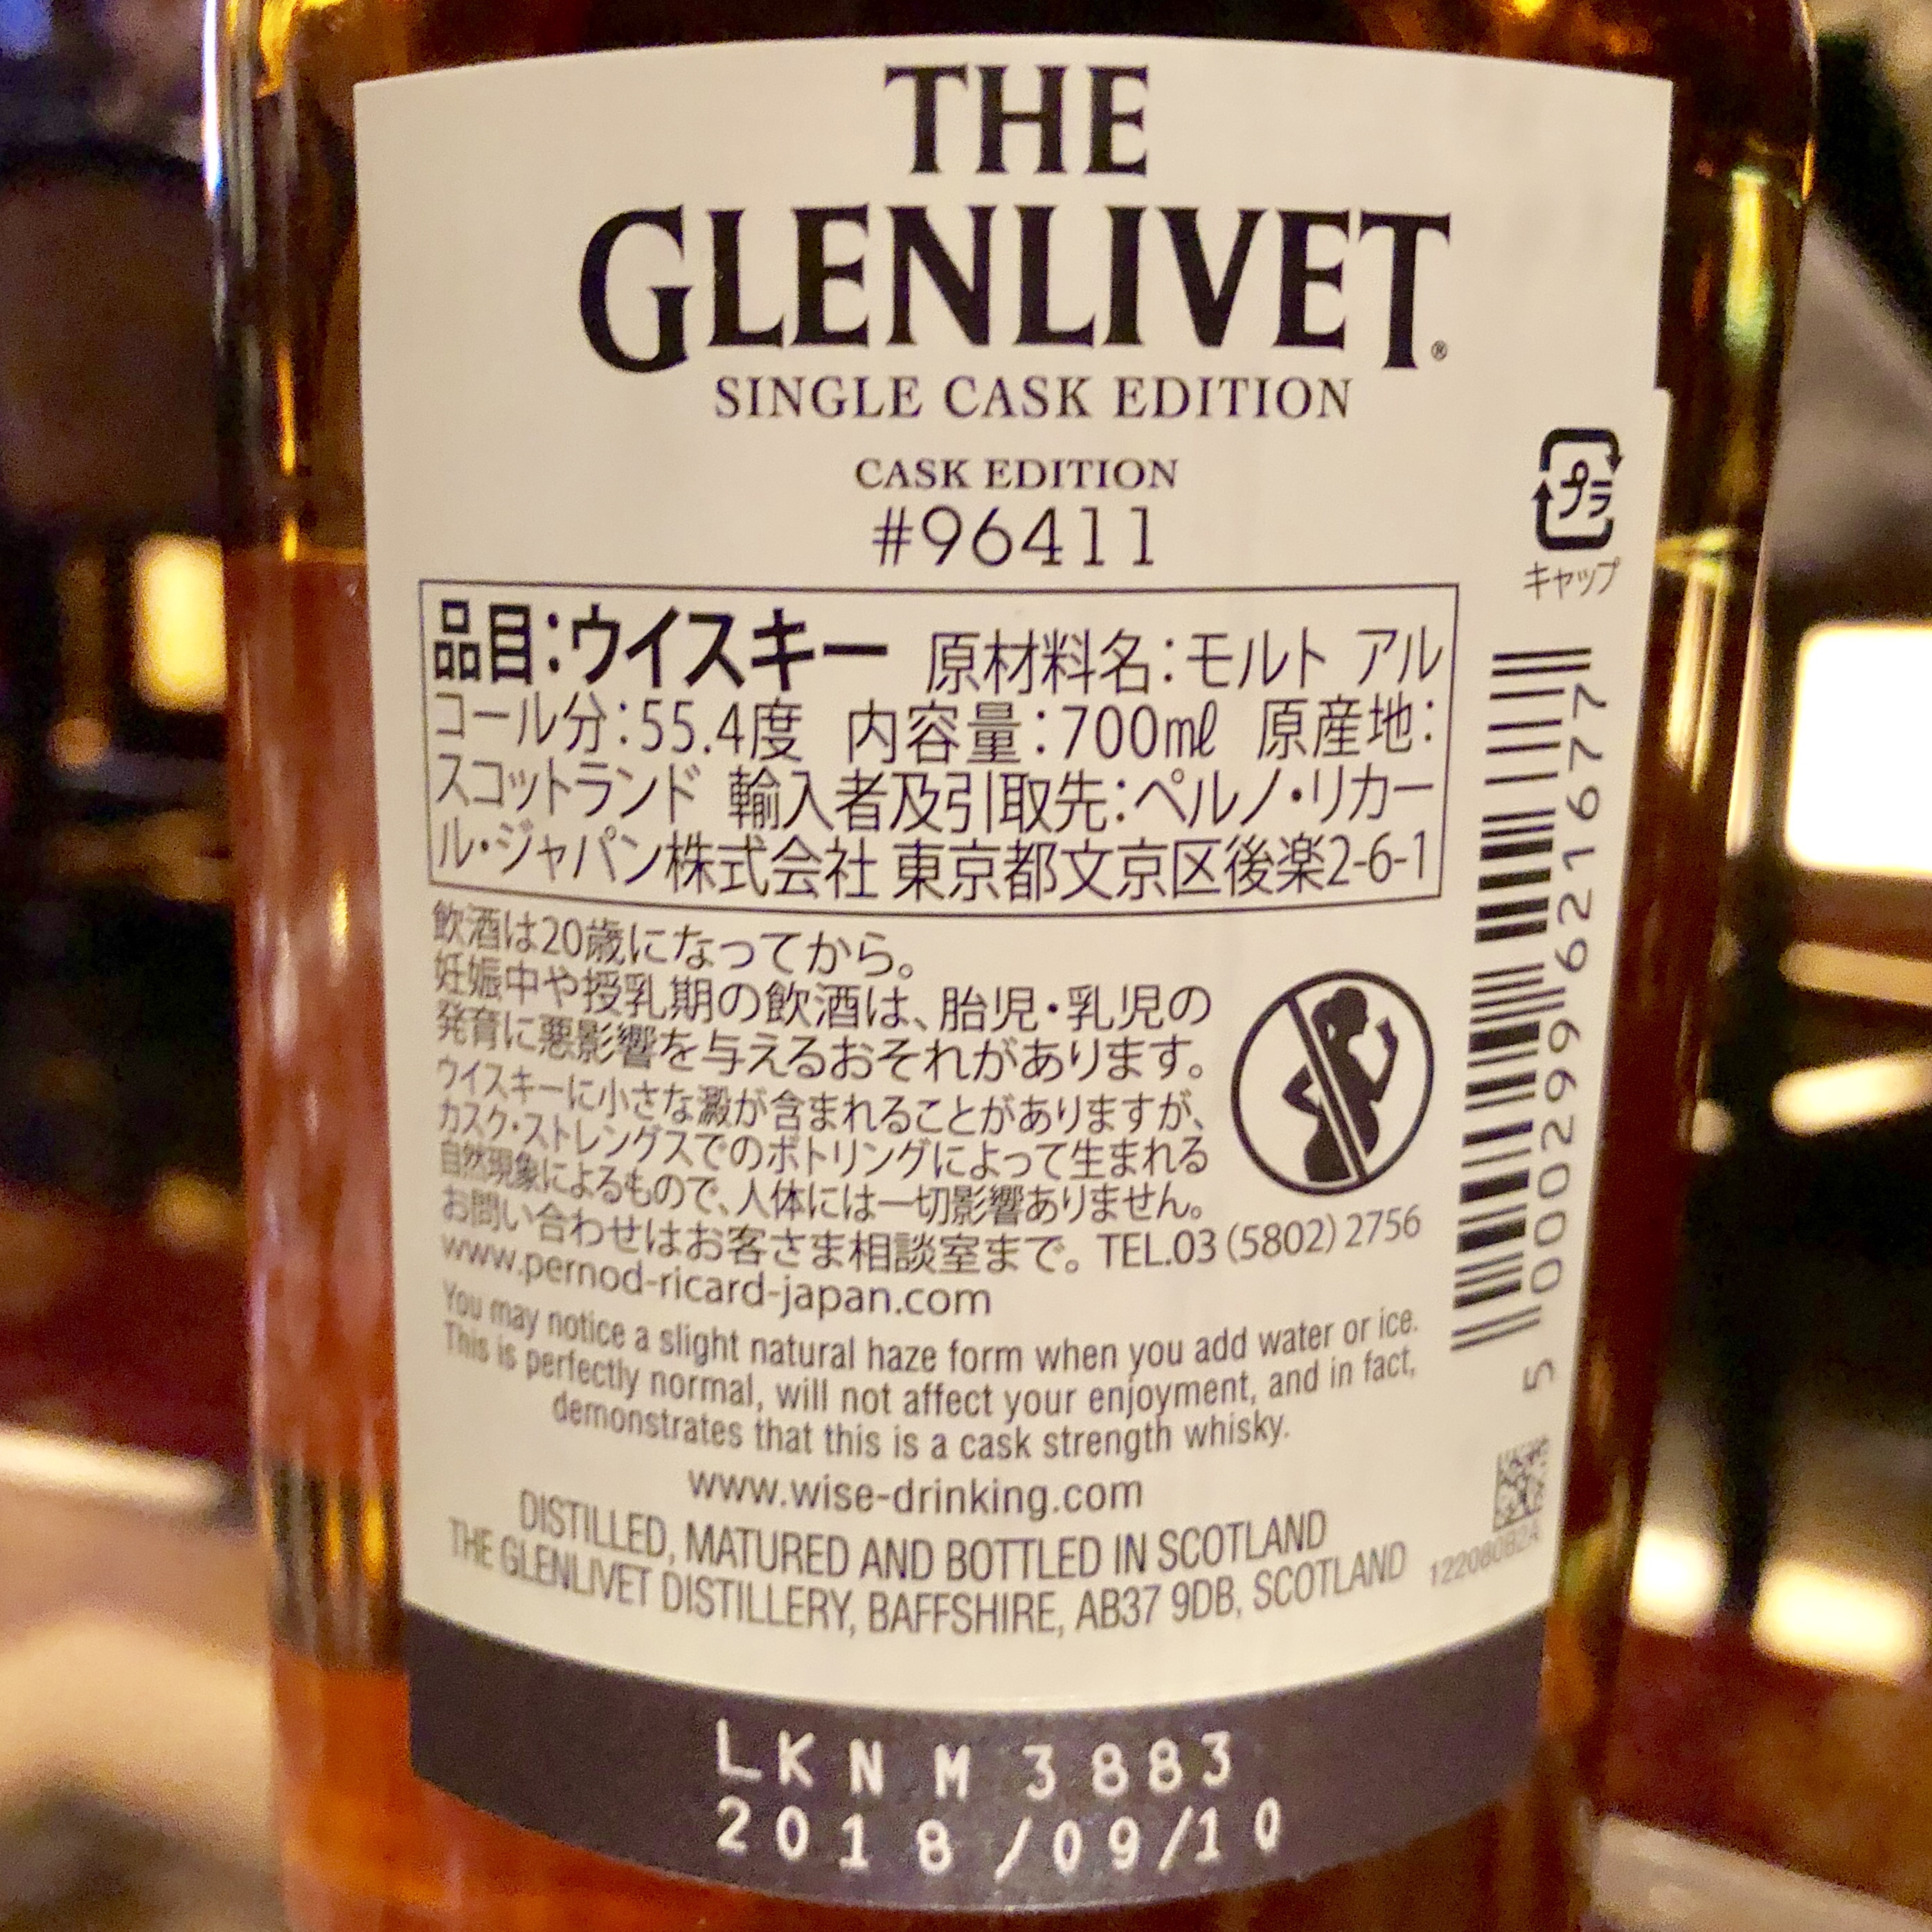 THE
GLENLIVET®
SINGLE CASK EDITION
CASK EDITION
#96411
プラ
キャップ
品目:ウイスキー 原材料名:モルト アル
コール分:55.4度 内容量:700mℓ 原産地:
スコットランド 輸入者及引取先:ペルノ・リカー
ル・ジャパン株式会社 東京都文京区後楽2-6-1
飲酒は20歳になってから。
妊娠中や授乳期の飲酒は、胎児・乳児の
発育に悪影響を与えるおそれがあります。
ウイスキーに小さな澱が含まれることがありますが、
カスク・ストレングスでのボトリングによって生まれる
自然現象によるもので、人体には一切影響ありません。
お問い合わせはお客さま相談室まで。TEL.03 (5802) 2756
www.pernod-ricard-japan.com
You may notice a slight natural haze form when you add water or ice.
This is perfectly normal, will not affect your enjoyment, and in fact,
demonstrates that this is a cask strength whisky.
www.wise-drinking.com
DISTILLED, MATURED AND BOTTLED IN SCOTLAND
THE GLENLIVET DISTILLERY, BAFFSHIRE, AB37 9DB, SCOTLAND
5 000299 621677
LKNM3883
2018/09/10